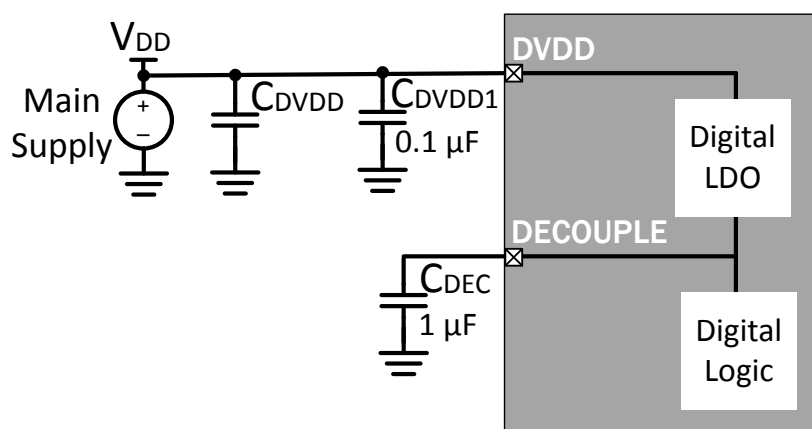 VDD
DVDD
Main
Supply
+
–
CDVDD
CDVDD1
0.1 µF
Digital
LDO
DECOUPLE
CDEC
1 µF
Digital
Logic